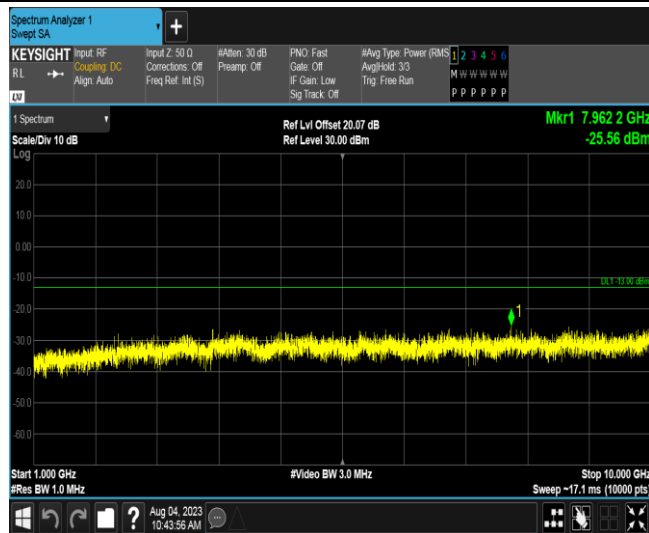 Spectrum Analyzer 1
Swept SA
KEYSIGHT
RL
LXI
Input: RF
Coupling: DC
Align: Auto
Input Z: 50 Ω
Corrections: Off
Freq Ref: Int (S)
#Atten: 30 dB
Preamp: Off
PNO: Fast
Gate: Off
IF Gain: Low
Sig Track: Off
#Avg Type: Power (RMS
Avg|Hold: 3/3
Trig: Free Run
1 2 3 4 5 6
M W W W W W
P P P P P P
1 Spectrum
Scale/Div 10 dB
Log
Ref Lvl Offset 20.07 dB
Ref Level 30.00 dBm
Mkr1 7.962 2 GHz
-25.56 dBm
20.0
10.0
0.00
-10.0
DL1 -13.00 dBm
-20.0
1
-30.0
-40.0
-50.0
-60.0
Start 1.000 GHz
#Res BW 1.0 MHz
#Video BW 3.0 MHz
Stop 10.000 GHz
Sweep ~17.1 ms (10000 pts)
?
Aug 04, 2023
10:43:56 AM